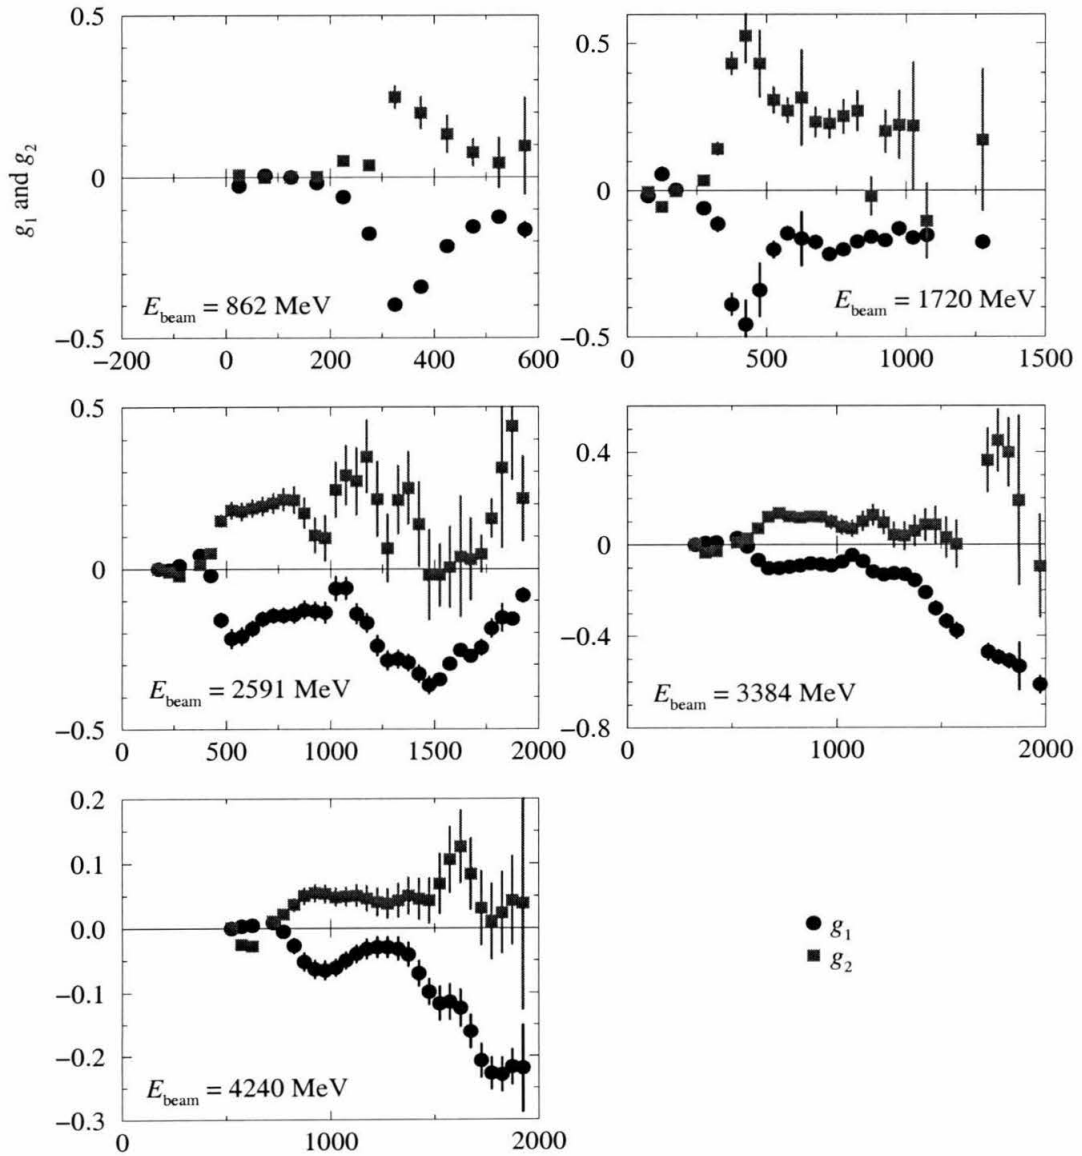 g1 and g2
0.5
0
−0.5
−200 0 200 400 600
Ebeam = 862 MeV
0.5
0
−0.5
0 500 1000 1500
Ebeam = 1720 MeV
0.5
0
−0.5
0 500 1000 1500 2000
Ebeam = 2591 MeV
0.4
0
−0.4
−0.8
0 1000 2000
Ebeam = 3384 MeV
0.2
0.1
0.0
−0.1
−0.2
−0.3
0 1000 2000
Ebeam = 4240 MeV
g1
g2